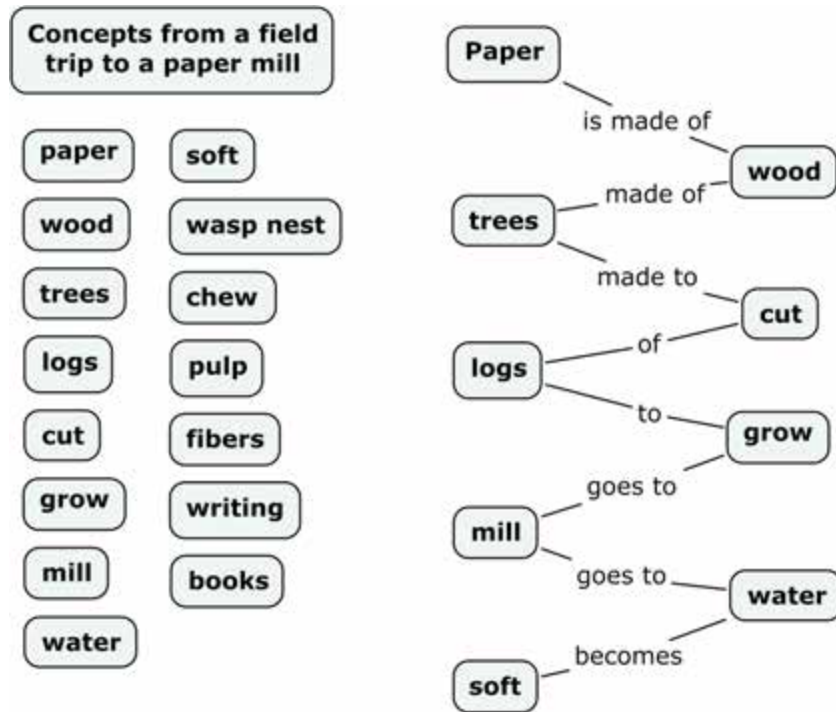 Concepts from a field
trip to a paper mill
paper
wood
trees
logs
cut
grow
mill
water
soft
wasp nest
chew
pulp
fibers
writing
books
Paper
is made of
wood
made of
trees
made to
cut
of
logs
to
grow
goes to
mill
goes to
water
becomes
soft